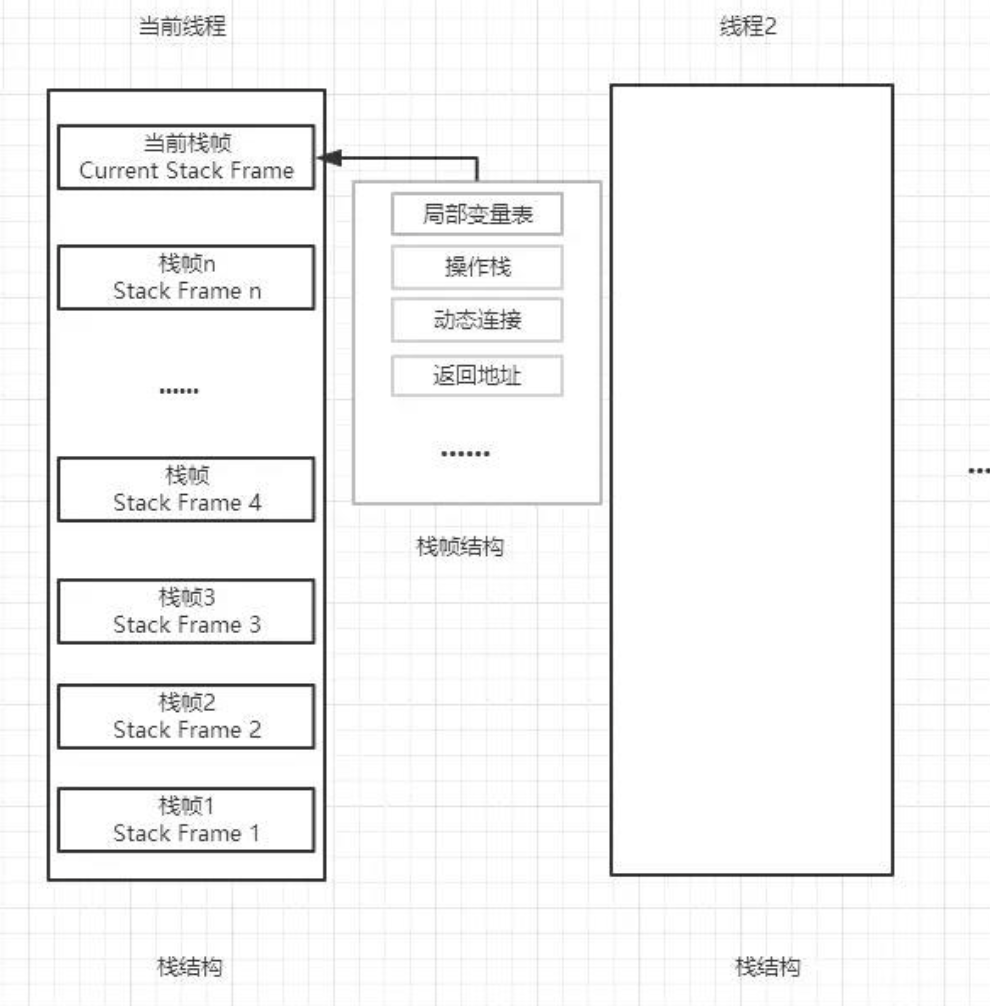 当前线程
线程2
当前栈帧
Current Stack Frame
局部变量表
操作栈
动态连接
返回地址
……
栈帧结构
栈帧n
Stack Frame n
……
栈帧
Stack Frame 4
栈帧3
Stack Frame 3
栈帧2
Stack Frame 2
栈帧1
Stack Frame 1
…
栈结构
栈结构